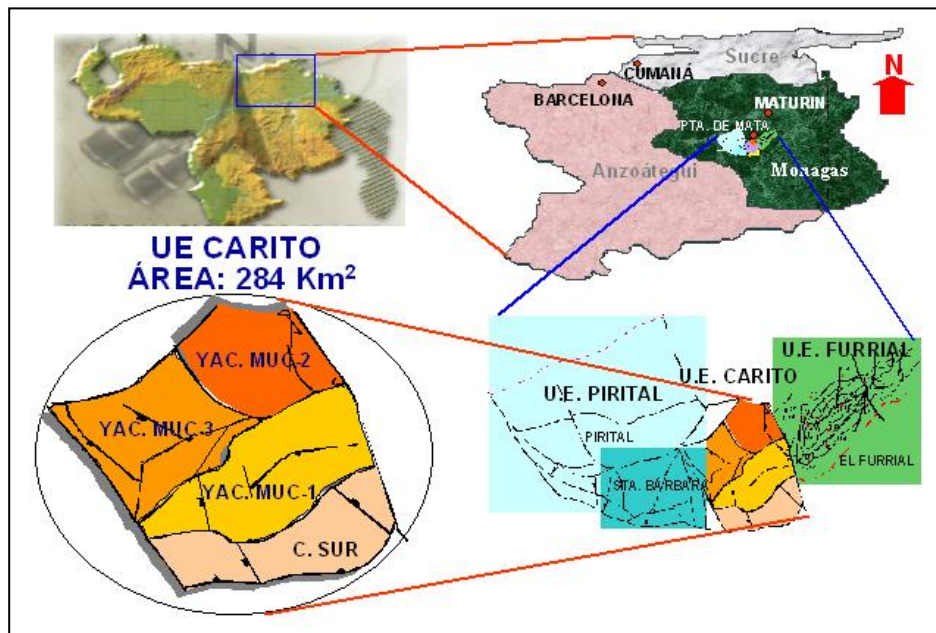 Sucre
CUMANÁ
BARCELONA
N
MATURIN
PTA. DE MATA
Anzoátegui
Monagas
UE CARITO
ÁREA: 284 Km²
YAC. MUC-2
YAC. MUC-3
YAC. MUC-1
C. SUR
U.E. FURRIAL
U.E. CARITO
U.E. PIRITAL
PIRITAL
EL FURRIAL
STA. BARBARA